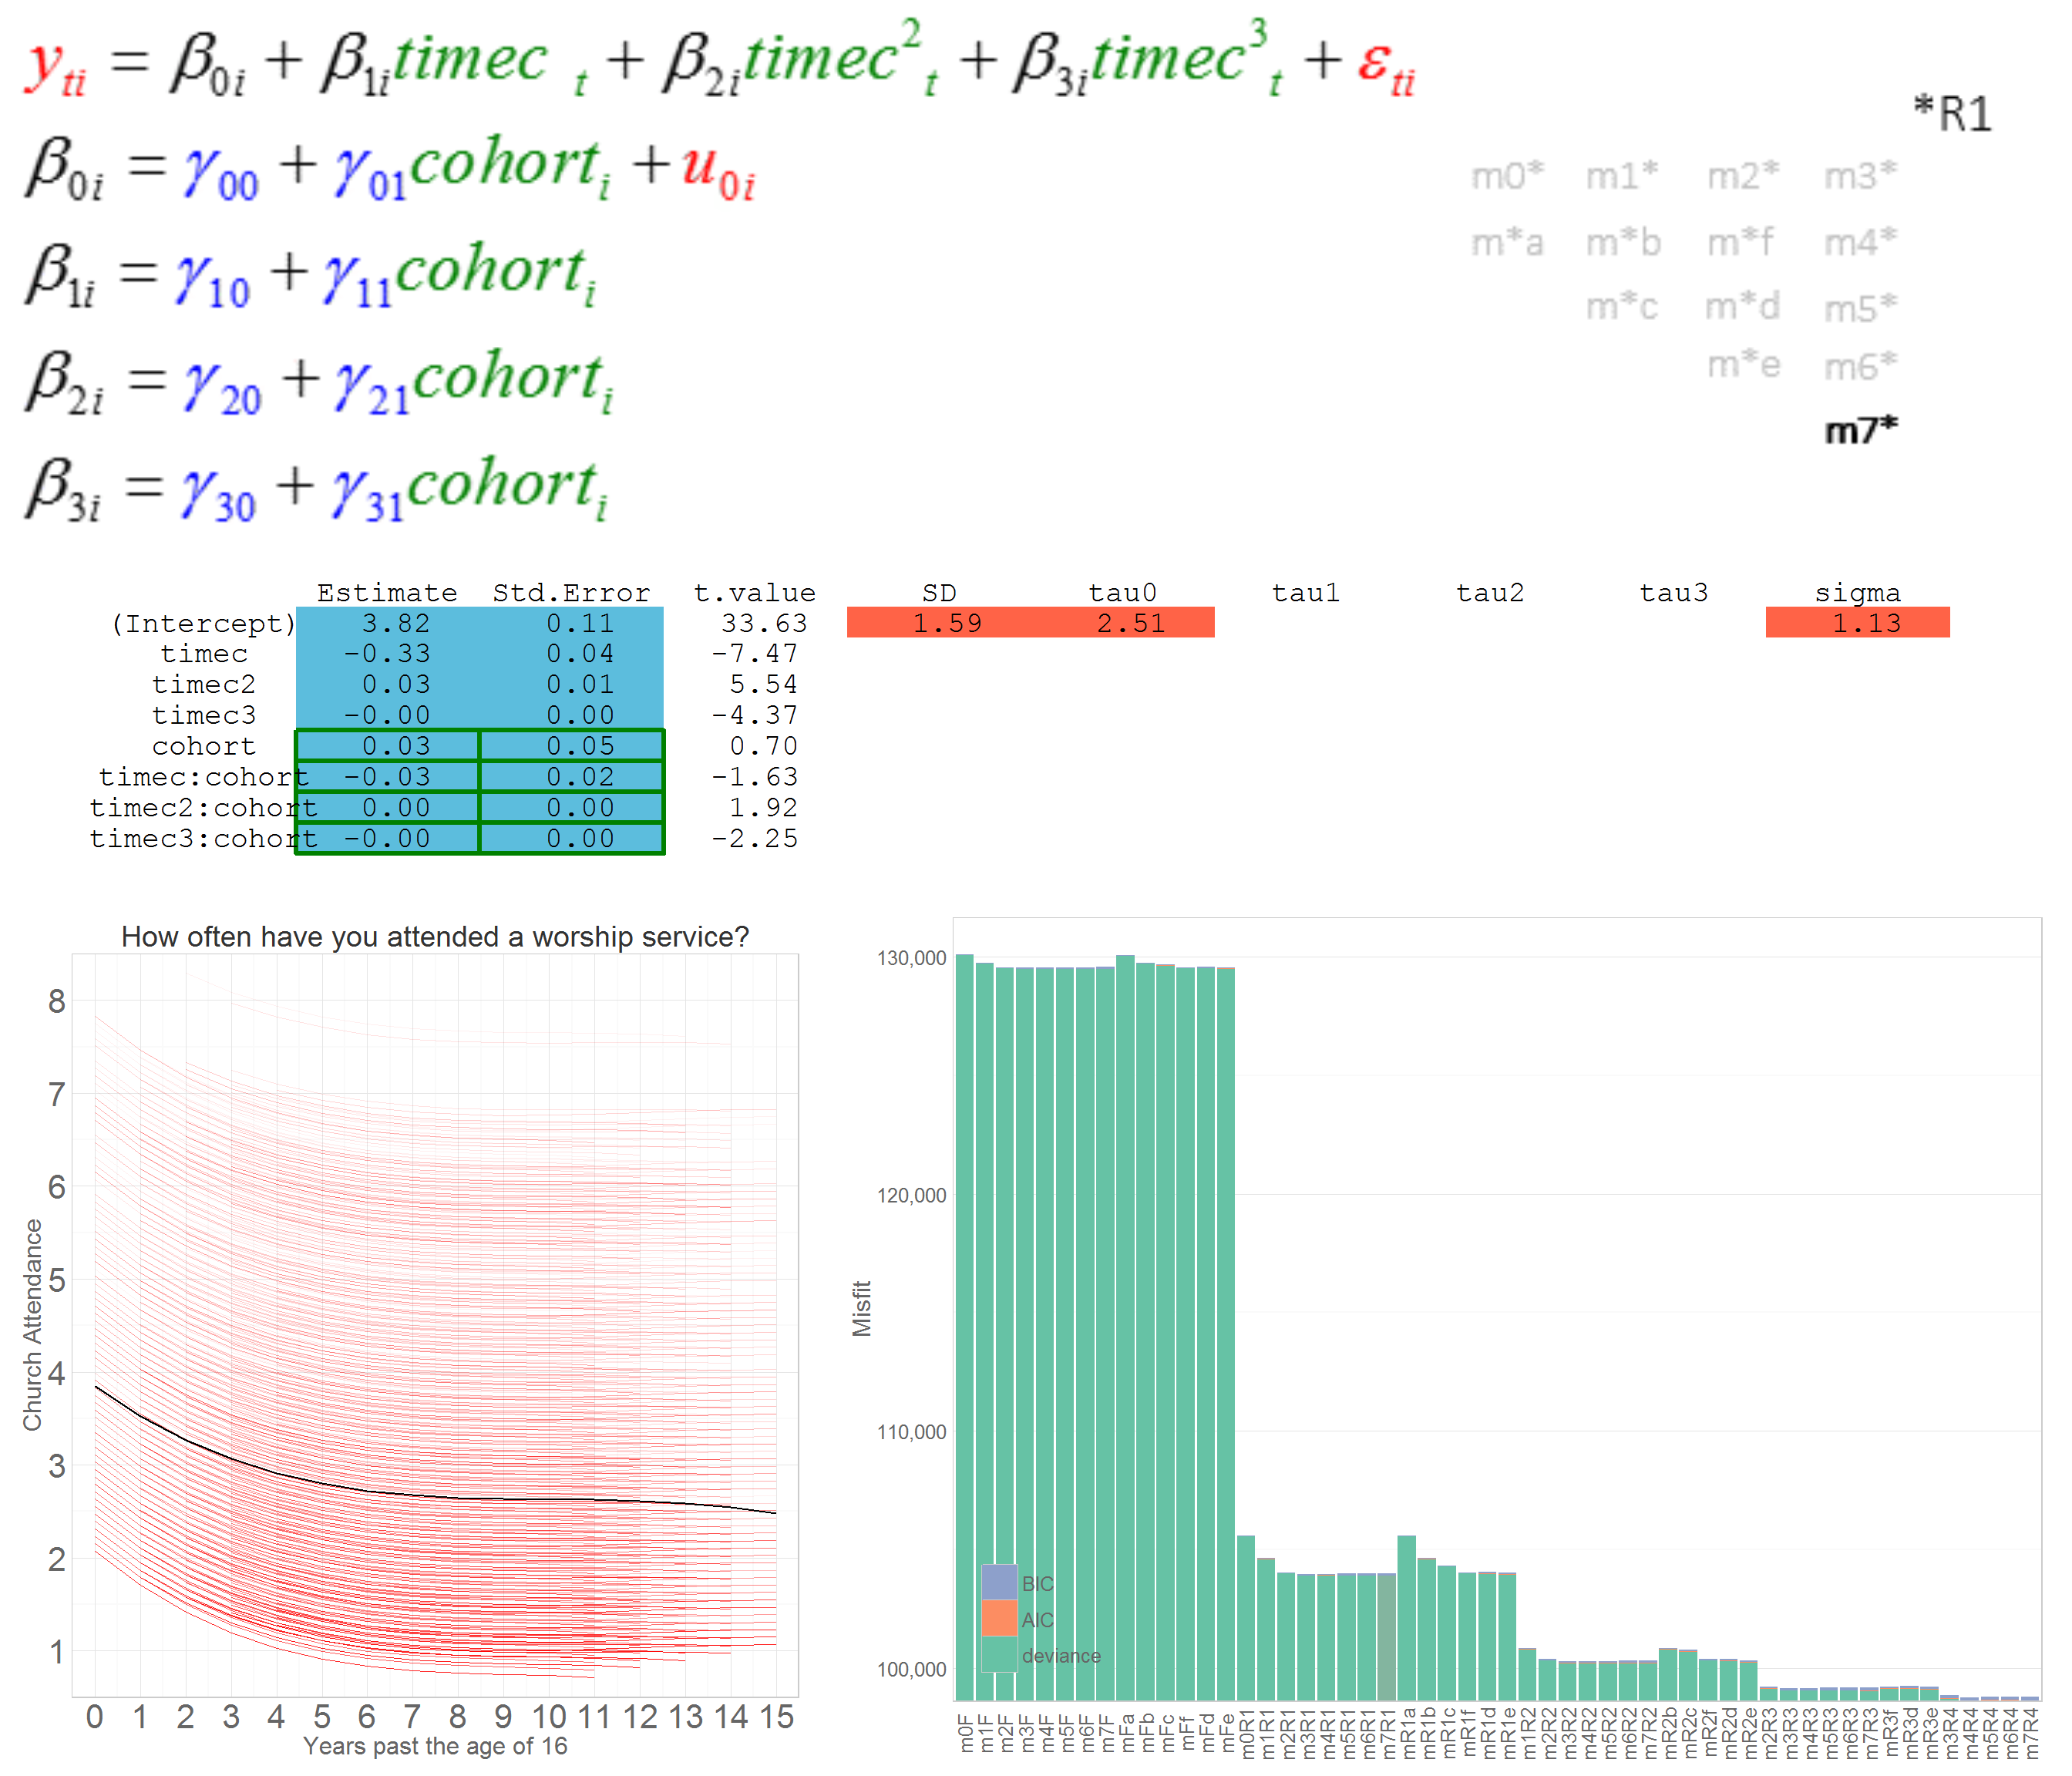 y_ti = β_0i + β_1i timec_t + β_2i timec²_t + β_3i timec³_t + ε_ti
β_0i = γ_00 + γ_01 cohort_i + u_0i
β_1i = γ_10 + γ_11 cohort_i
β_2i = γ_20 + γ_21 cohort_i
β_3i = γ_30 + γ_31 cohort_i
*R1
m0* m1* m2* m3*
m*a m*b m*f m4*
m*c m*d m5*
m*e m6*
m7*
Estimate Std.Error t.value SD tau0 tau1 tau2 tau3 sigma
(Intercept) 3.82 0.11 33.63 1.59 2.51 1.13
timec -0.33 0.04 -7.47
timec2 0.03 0.01 5.54
timec3 -0.00 0.00 -4.37
cohort 0.03 0.05 0.70
timec:cohort -0.03 0.02 -1.63
timec2:cohort 0.00 0.00 1.92
timec3:cohort -0.00 0.00 -2.25
How often have you attended a worship service?
Church Attendance
8
7
6
5
4
3
2
1
0 1 2 3 4 5 6 7 8 9 10 11 12 13 14 15
Years past the age of 16
Misfit
130,000
120,000
110,000
100,000
BIC
AIC
deviance
m0F m1F m2F m3F m4F m5F m6F m7F mFa mFb mFc mFf mFd mFe m0R1 m1R1 m2R1 m3R1 m4R1 m5R1 m6R1 m7R1 mR1a mR1b mR1c mR1f mR1d mR1e m1R2 m2R2 m3R2 m4R2 m5R2 m6R2 m7R2 mR2b mR2c mR2f mR2d mR2e m2R3 m3R3 m4R3 m5R3 m6R3 m7R3 mR3f mR3d mR3e m3R4 m4R4 m5R4 m6R4 m7R4